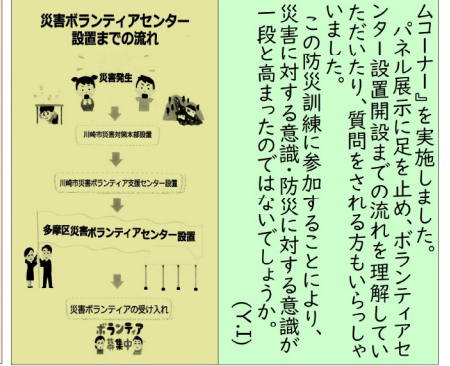 災害ボランティアセンター
設置までの流れ
災害発生
川崎市災害対策本部設置
川崎市災害ボランティア支援センター設置
多摩区災害ボランティアセンター設置
災害ボランティアの受け入れ
ボランティア
募集中
ムコーナー』を実施しました。
パネル展示に足を止め、ボランティアセ
ンター設置開設までの流れを理解してい
ただいたり、質問をされる方もいらっしゃ
いました。
この防災訓練に参加することにより、
災害に対する意識・防災に対する意識が
一段と高まったのではないでしょうか。
(Y.I)